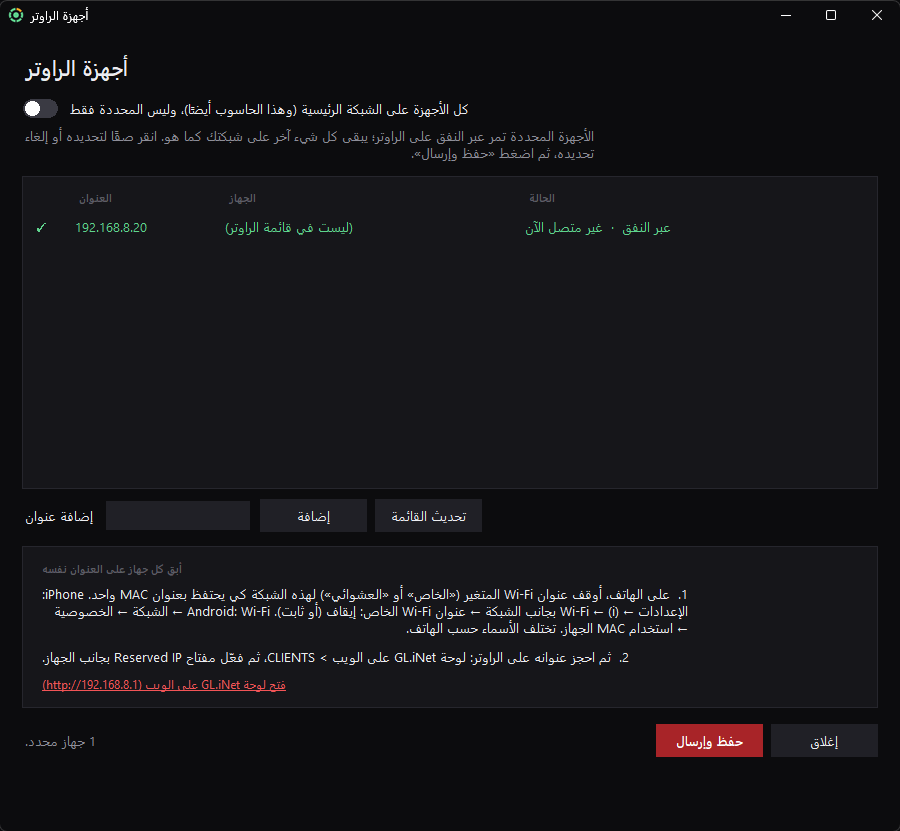 أجهزة الراوتر
أجهزة الراوتر
كل الأجهزة على الشبكة الرئيسية (وهذا الحاسوب أيضًا)، وليس المحددة فقط
الأجهزة المحددة تمر عبر النفق على الراوتر؛ يبقى كل شيء آخر على شبكتك كما هو. انقر صفًا لتحديده أو إلغاء
تحديده، ثم اضغط «حفظ وإرسال».
العنوان الجهاز الحالة
✓ 192.168.8.20 (ليست في قائمة الراوتر) عبر النفق · غير متصل الآن
إضافة عنوان إضافة تحديث القائمة
أبقِ كل جهاز على العنوان نفسه
1. على الهاتف، أوقف عنوان Wi-Fi المتغير («الخاص» أو «العشوائي») لهذه الشبكة كي يحتفظ بعنوان MAC واحد. iPhone:
الإعدادات ← Wi-Fi ← (i) بجانب الشبكة ← عنوان Wi-Fi الخاص: إيقاف (أو ثابت). Android: Wi-Fi ← الشبكة ← الخصوصية
← استخدام MAC الجهاز. تختلف الأسماء حسب الهاتف.
2. ثم احجز عنوانه على الراوتر: لوحة GL.iNet على الويب > CLIENTS، ثم فعّل مفتاح Reserved IP بجانب الجهاز.
فتح لوحة GL.iNet على الويب (http://192.168.8.1)
1 جهاز محدد.
حفظ وإرسال إغلاق